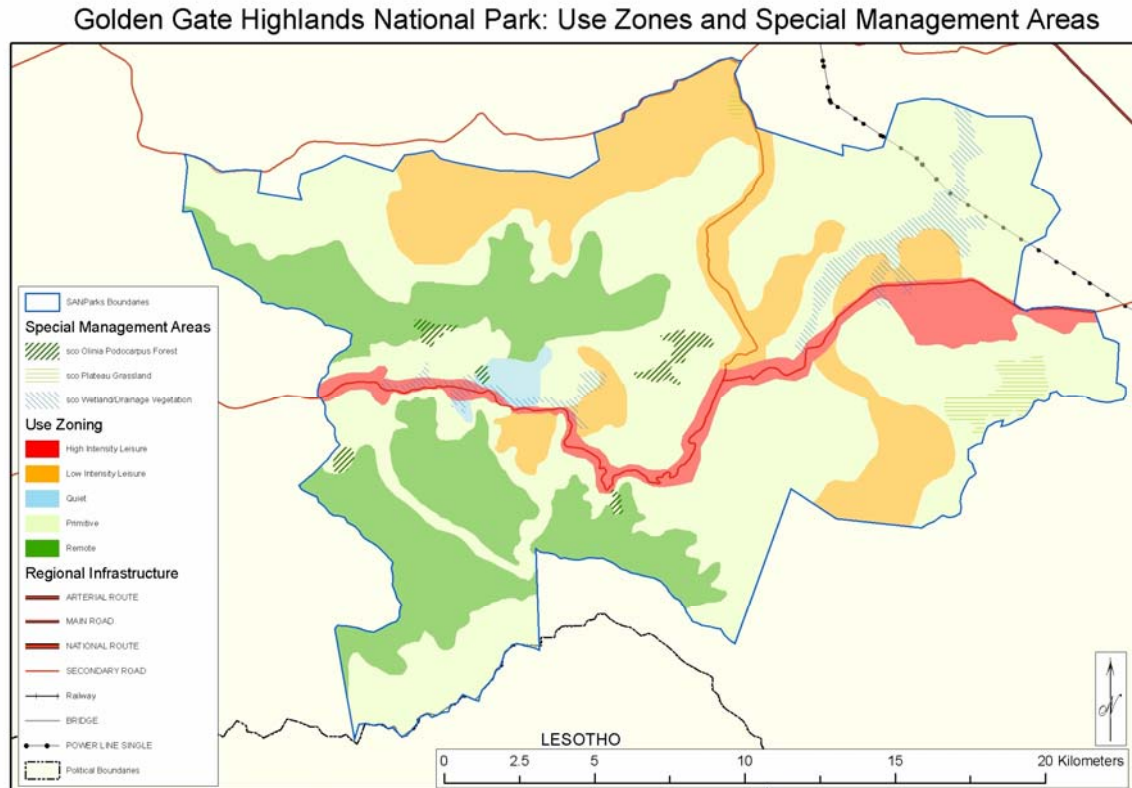 Golden Gate Highlands National Park: Use Zones and Special Management Areas
SANParks Boundaries
Special Management Areas
sco Olinia Podocarpus Forest
sco Plateau Grassland
sco Wetland/Drainage Vegetation
Use Zoning
High Intensity Leisure
Low Intensity Leisure
Quiet
Primitive
Remote
Regional Infrastructure
ARTERIAL ROUTE
MAIN ROAD
NATIONAL ROUTE
SECONDARY ROAD
Railway
BRIDGE
POWER LINE SINGLE
Political Boundaries
LESOTHO
0 2.5 5 10 15 20 Kilometers
N